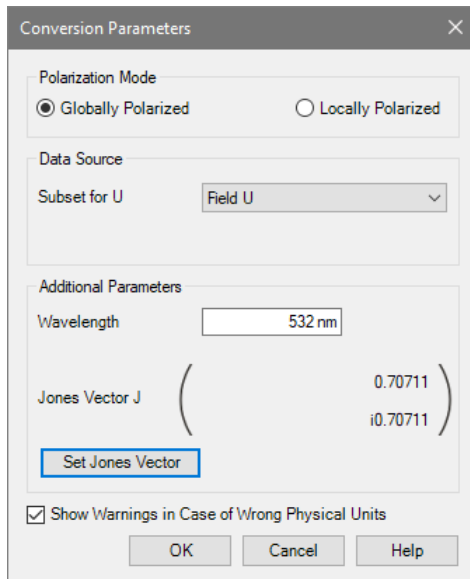 Conversion Parameters
Polarization Mode
Globally Polarized Locally Polarized
Data Source
Subset for U Field U
Additional Parameters
Wavelength 532 nm
0.70711
Jones Vector J
i0.70711
Set Jones Vector
Show Warnings in Case of Wrong Physical Units
OK Cancel Help